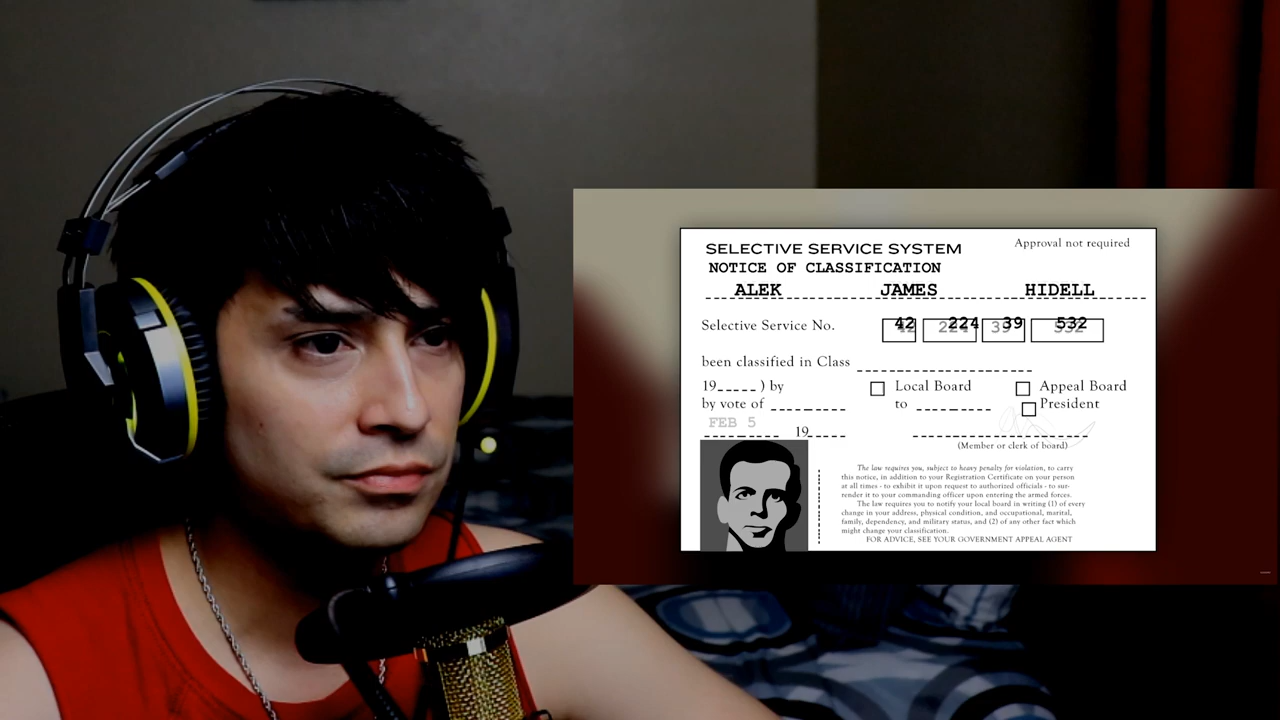 SELECTIVE SERVICE SYSTEM
Approval not required
NOTICE OF CLASSIFICATION
ALEK JAMES HIDELL
Selective Service No. 42 224 39 532
been classified in Class
19_____ ) by Local Board Appeal Board
by vote of to President
FEB 5
19
(Member or clerk of board)
The law requires you, subject to heavy penalty for violation, to carry
this notice, in addition to your Registration Certificate on your person
at all times - to exhibit it upon request to authorized officials - to sur-
render it to your commanding officer upon entering the armed forces.
The law requires you to notify your local board in writing (1) of every
change in your address, physical condition, and occupational, marital,
family, dependency, and military status, and (2) of any other fact which
might change your classification.
FOR ADVICE, SEE YOUR GOVERNMENT APPEAL AGENT